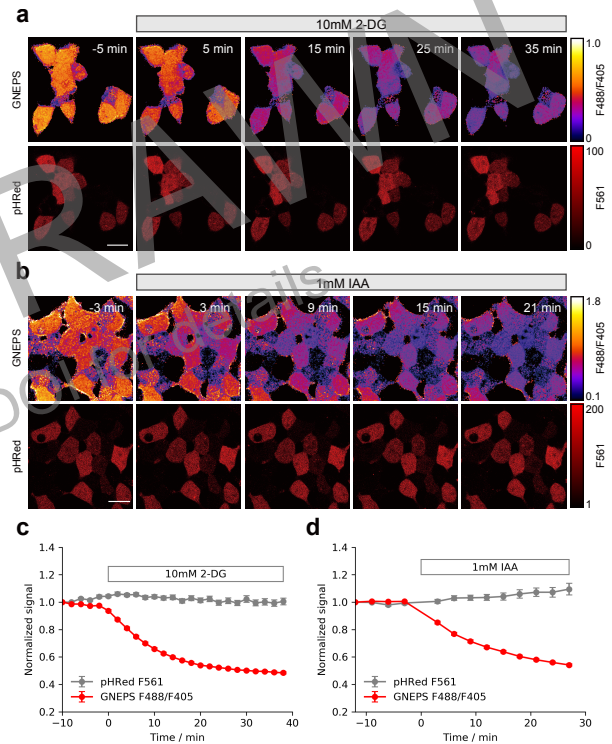 a
10mM 2-DG
GNEPS
-5 min
5 min
15 min
25 min
35 min
1.0
0
F488/F405
pHRed
100
0
F561
b
1mM IAA
GNEPS
-3 min
3 min
9 min
15 min
21 min
1.8
0.1
F488/F405
pHRed
200
1
F561
RAWN
DOI for details
c
10mM 2-DG
Normalized signal
1.4
1.2
1.0
0.8
0.6
0.4
0.2
pHRed F561
GNEPS F488/F405
-10 0 10 20 30 40
Time / min
d
1mM IAA
Normalized signal
1.4
1.2
1.0
0.8
0.6
0.4
0.2
pHRed F561
GNEPS F488/F405
-10 0 10 20 30
Time / min